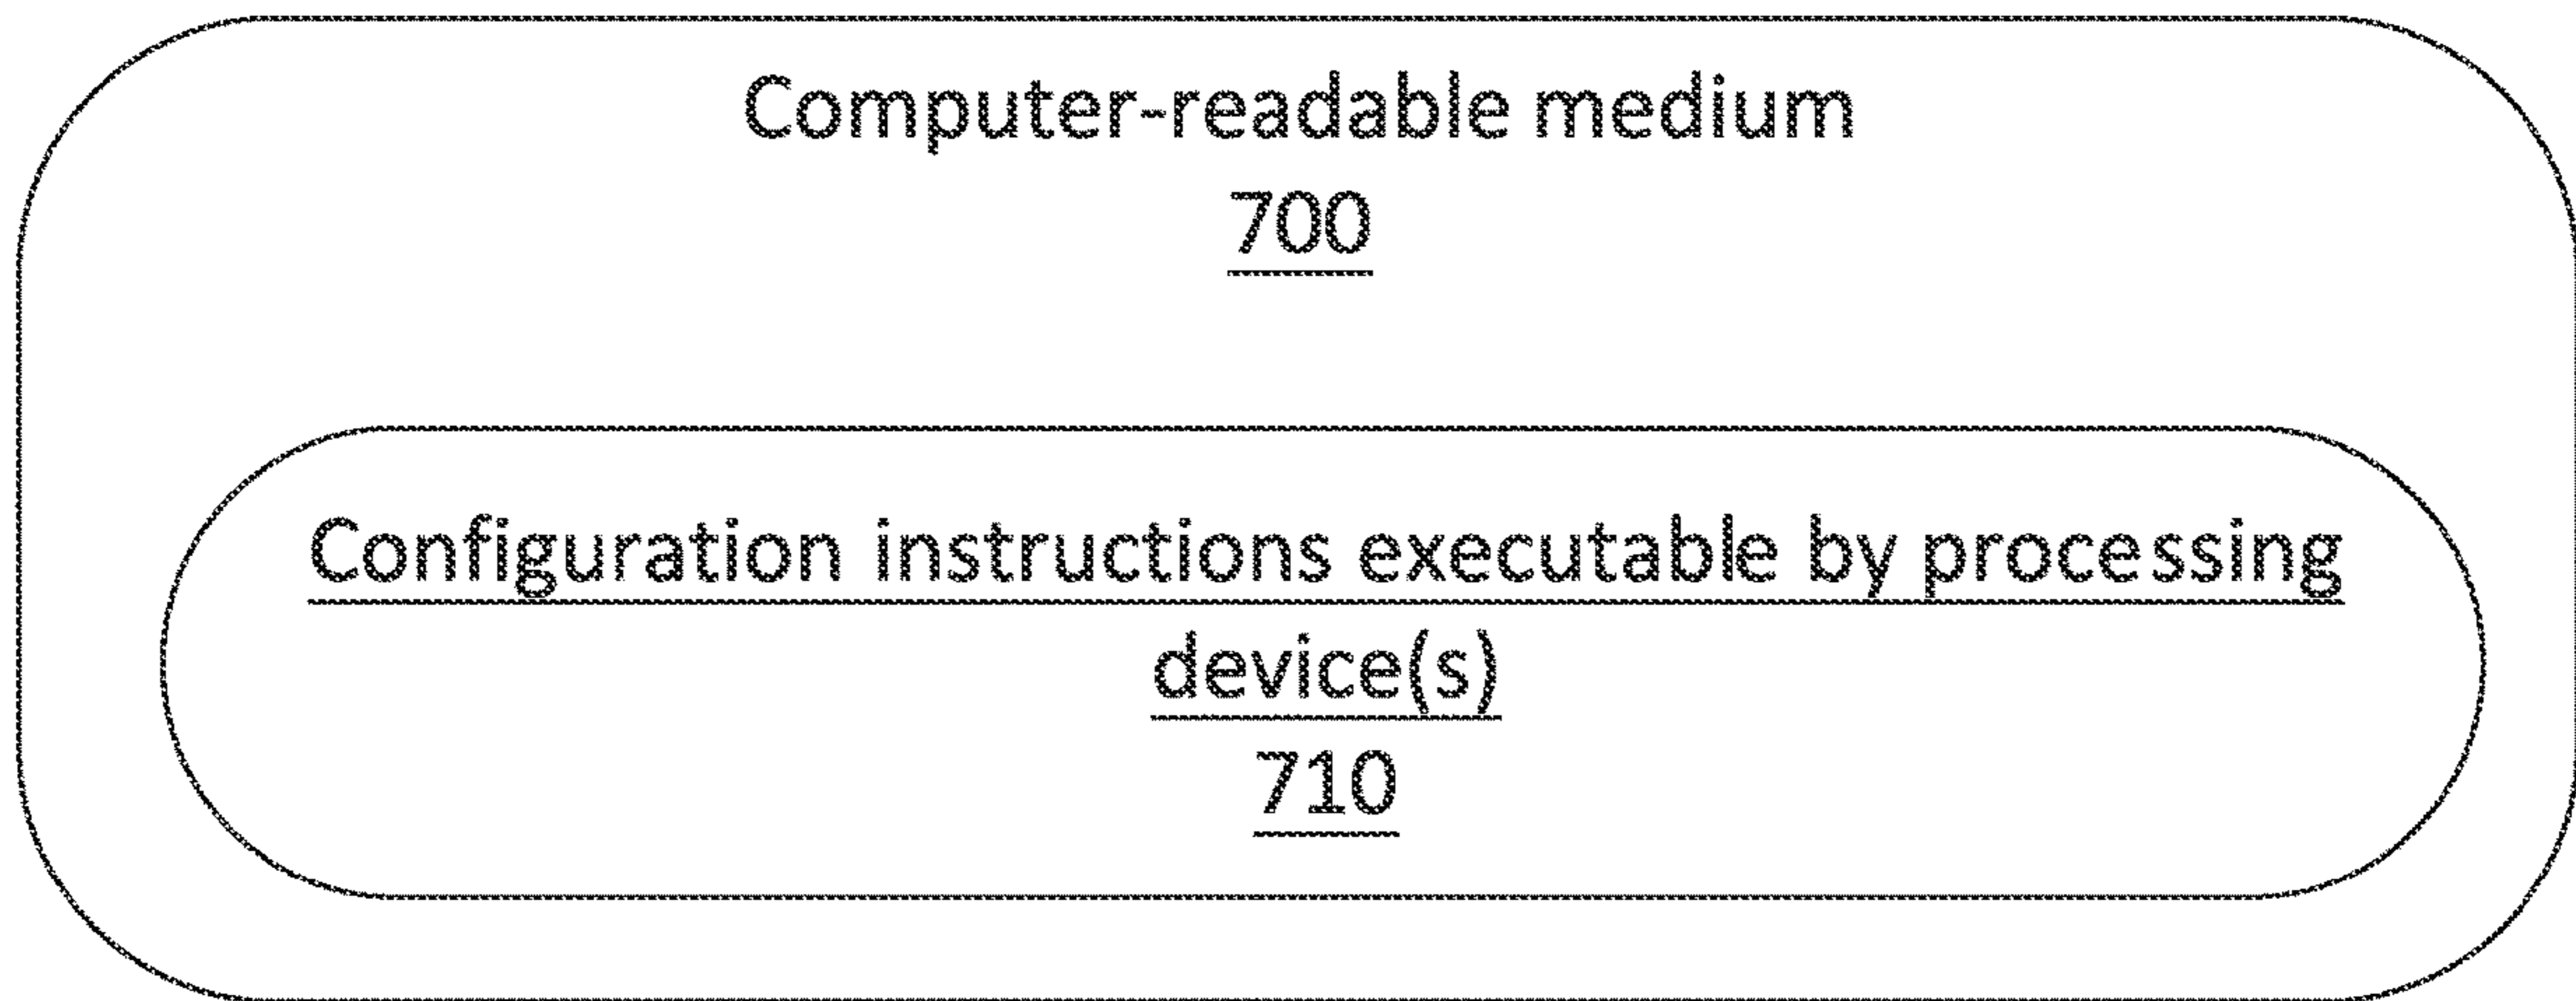 Computer-readable medium
700
Configuration instructions executable by processing
device(s)
710